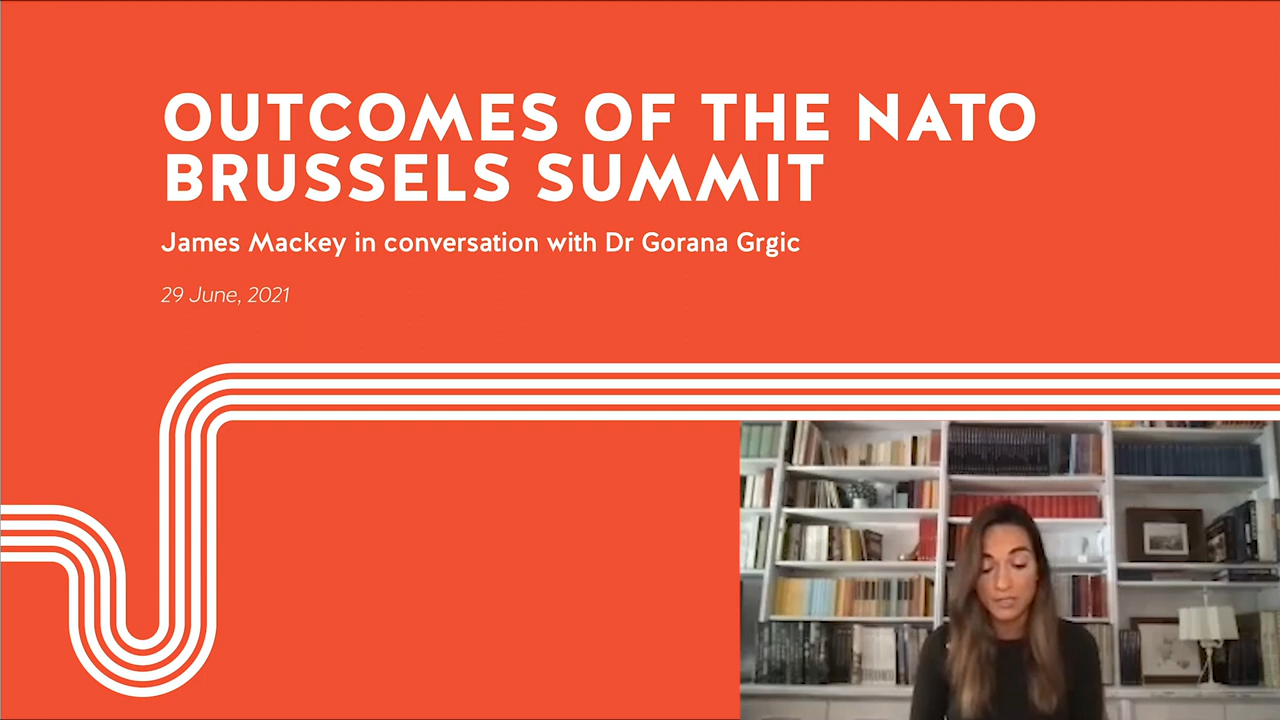 OUTCOMES OF THE NATO
BRUSSELS SUMMIT
James Mackey in conversation with Dr Gorana Grgic
29 June, 2021